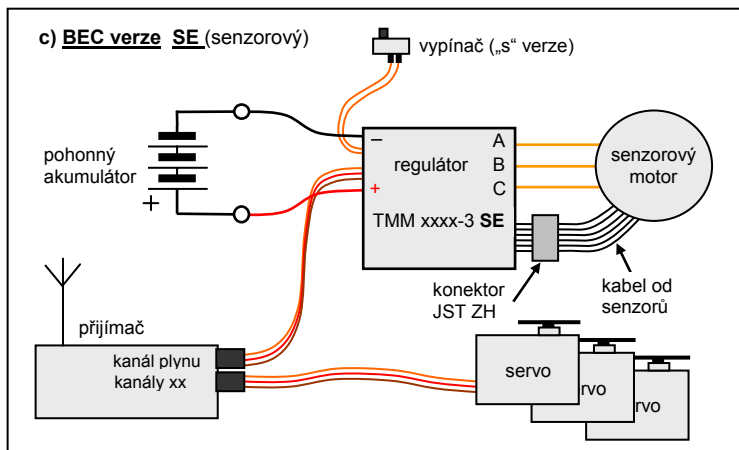 c) BEC verze SE (senzorový)
vypínač („s“ verze)
pohonný
akumulátor
+
−
+
regulátor
TMM xxxx-3 SE
A
B
C
senzorový
motor
konektor
JST ZH
kabel od
senzorů
přijímač
kanál plynu
kanály xx
servo
rvo
rvo